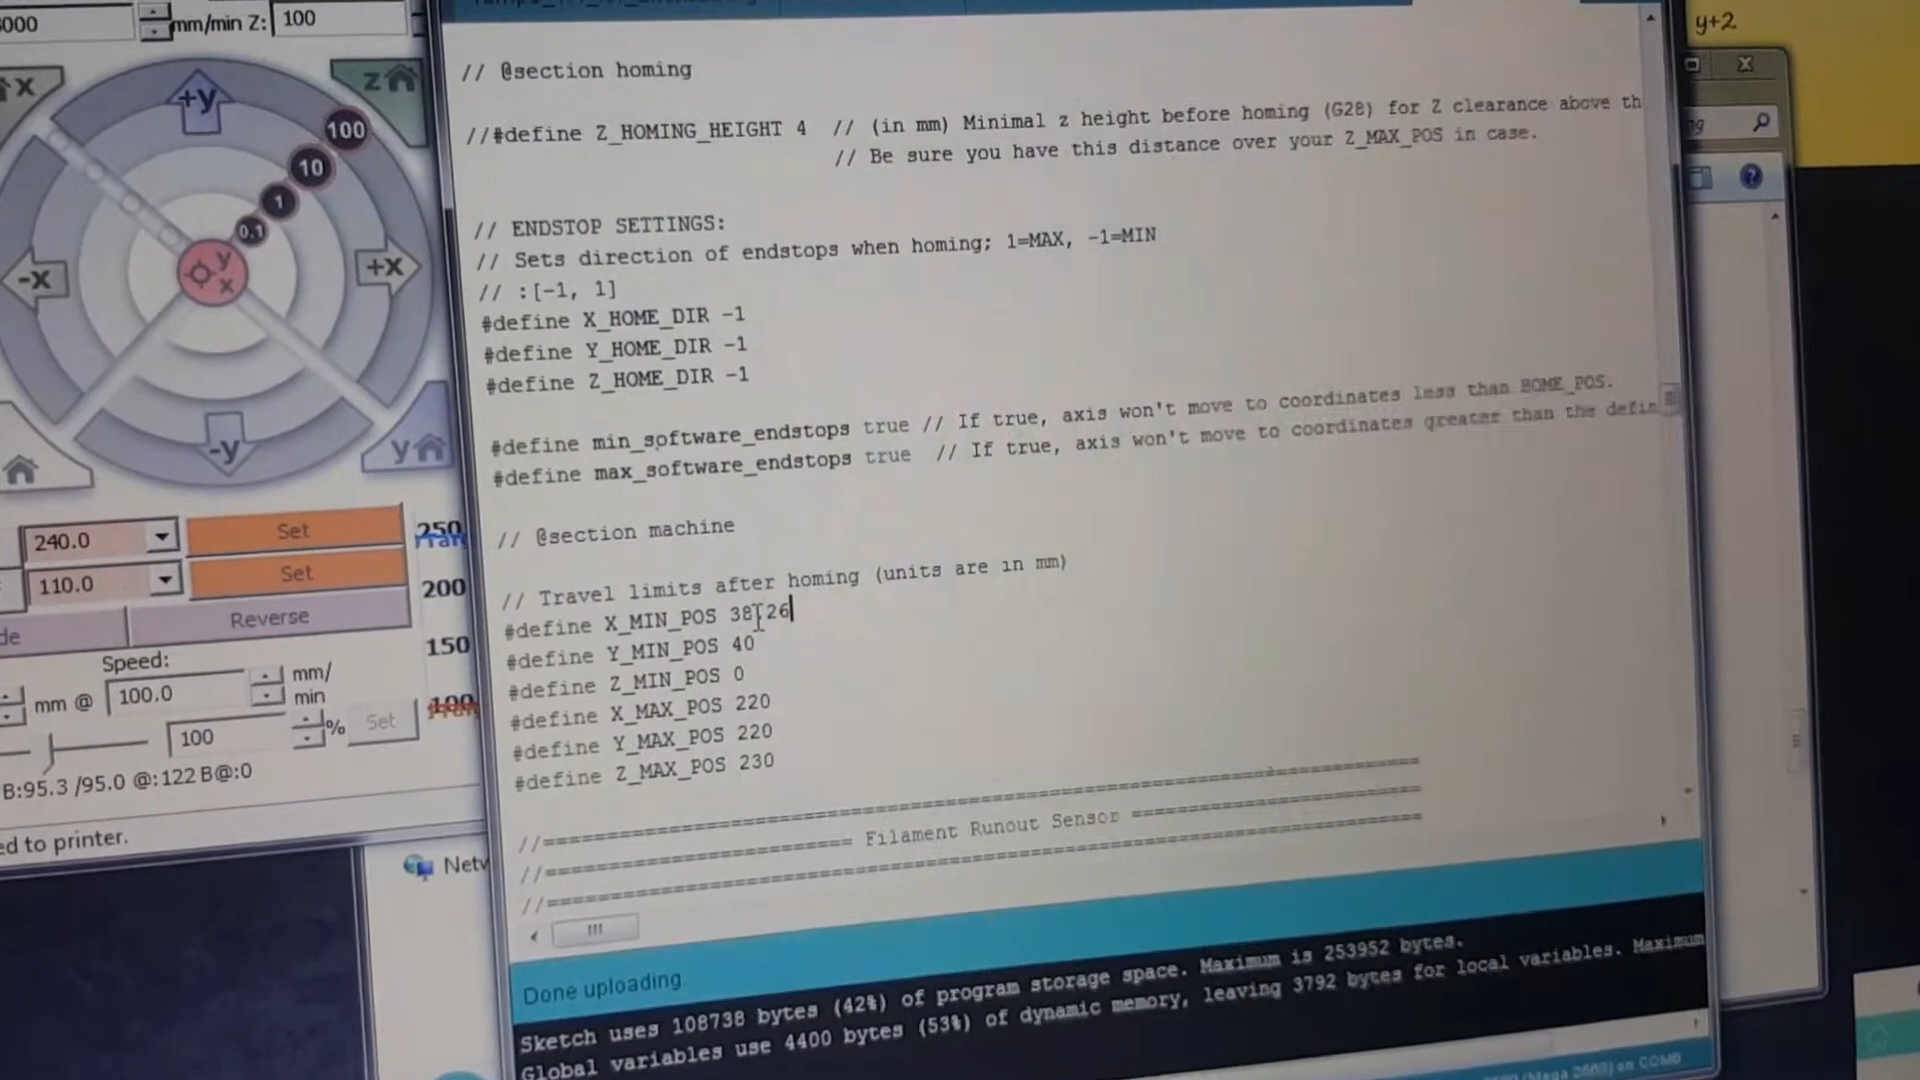 mm/min Z: 100
y+2
+y
z
100
10
1
0.1
y
x
-X
+X
-y
y
240.0
Set
250
110.0
Set
200
Reverse
150
Speed:
mm @ 100.0 mm/
min
100 % Set
100
B:95.3 /95.0 @:122 B@:0
ed to printer.
// @section homing
//#define Z_HOMING_HEIGHT 4 // (in mm) Minimal z height before homing (G28) for Z clearance above th
// Be sure you have this distance over your Z_MAX_POS in case.
// ENDSTOP SETTINGS:
// Sets direction of endstops when homing; 1=MAX, -1=MIN
// :[-1, 1]
#define X_HOME_DIR -1
#define Y_HOME_DIR -1
#define Z_HOME_DIR -1
#define min_software_endstops true // If true, axis won't move to coordinates less than HOME_POS.
#define max_software_endstops true // If true, axis won't move to coordinates greater than the defin
// @section machine
// Travel limits after homing (units are in mm)
#define X_MIN_POS 38 26
#define Y_MIN_POS 40
#define Z_MIN_POS 0
#define X_MAX_POS 220
#define Y_MAX_POS 220
#define Z_MAX_POS 230
//===========================================================================
//========================= Filament Runout Sensor ==========================
//===========================================================================
Netw
Done uploading.
Sketch uses 108738 bytes (42%) of program storage space. Maximum is 253952 bytes.
Global variables use 4400 bytes (53%) of dynamic memory, leaving 3792 bytes for local variables. Maximum
on COM8